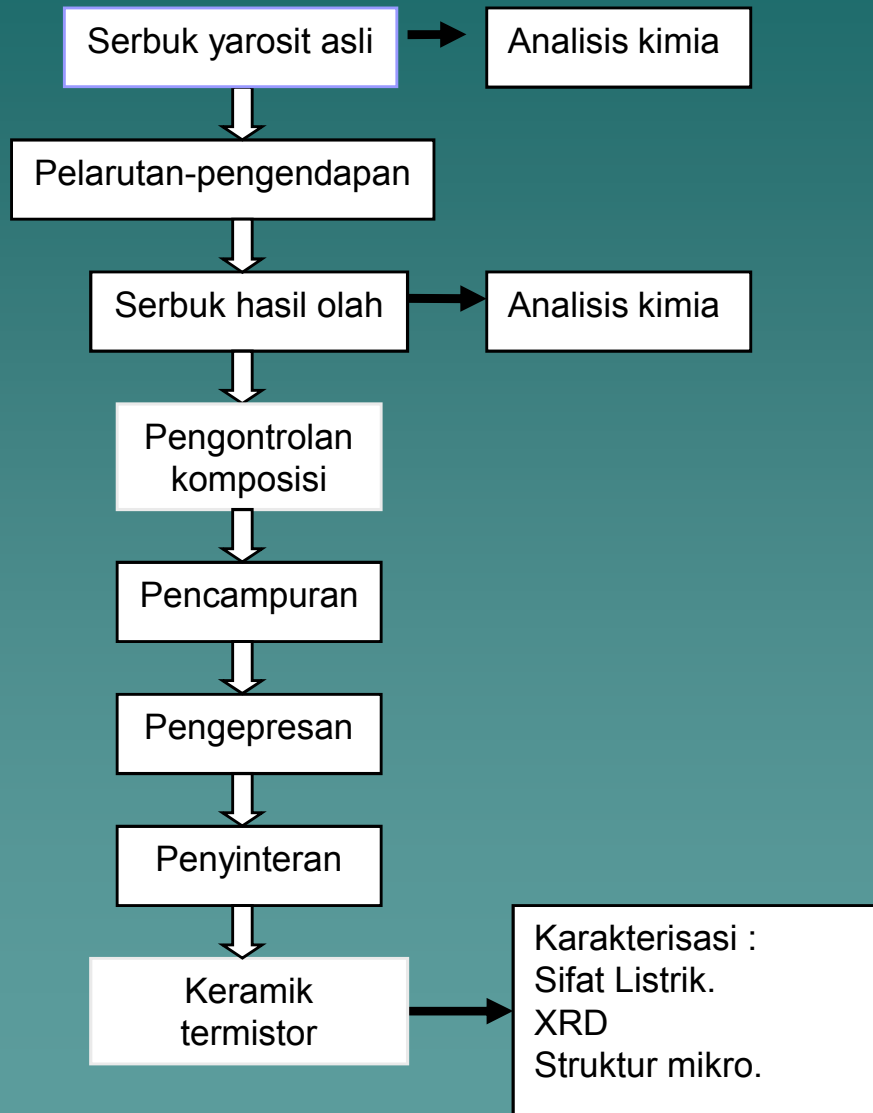 Serbuk yarosit asli
Analisis kimia
Pelarutan-pengendapan
Serbuk hasil olah
Analisis kimia
Pengontrolan
komposisi
Pencampuran
Pengepresan
Penyinteran
Keramik
termistor
Karakterisasi :
Sifat Listrik.
XRD
Struktur mikro.